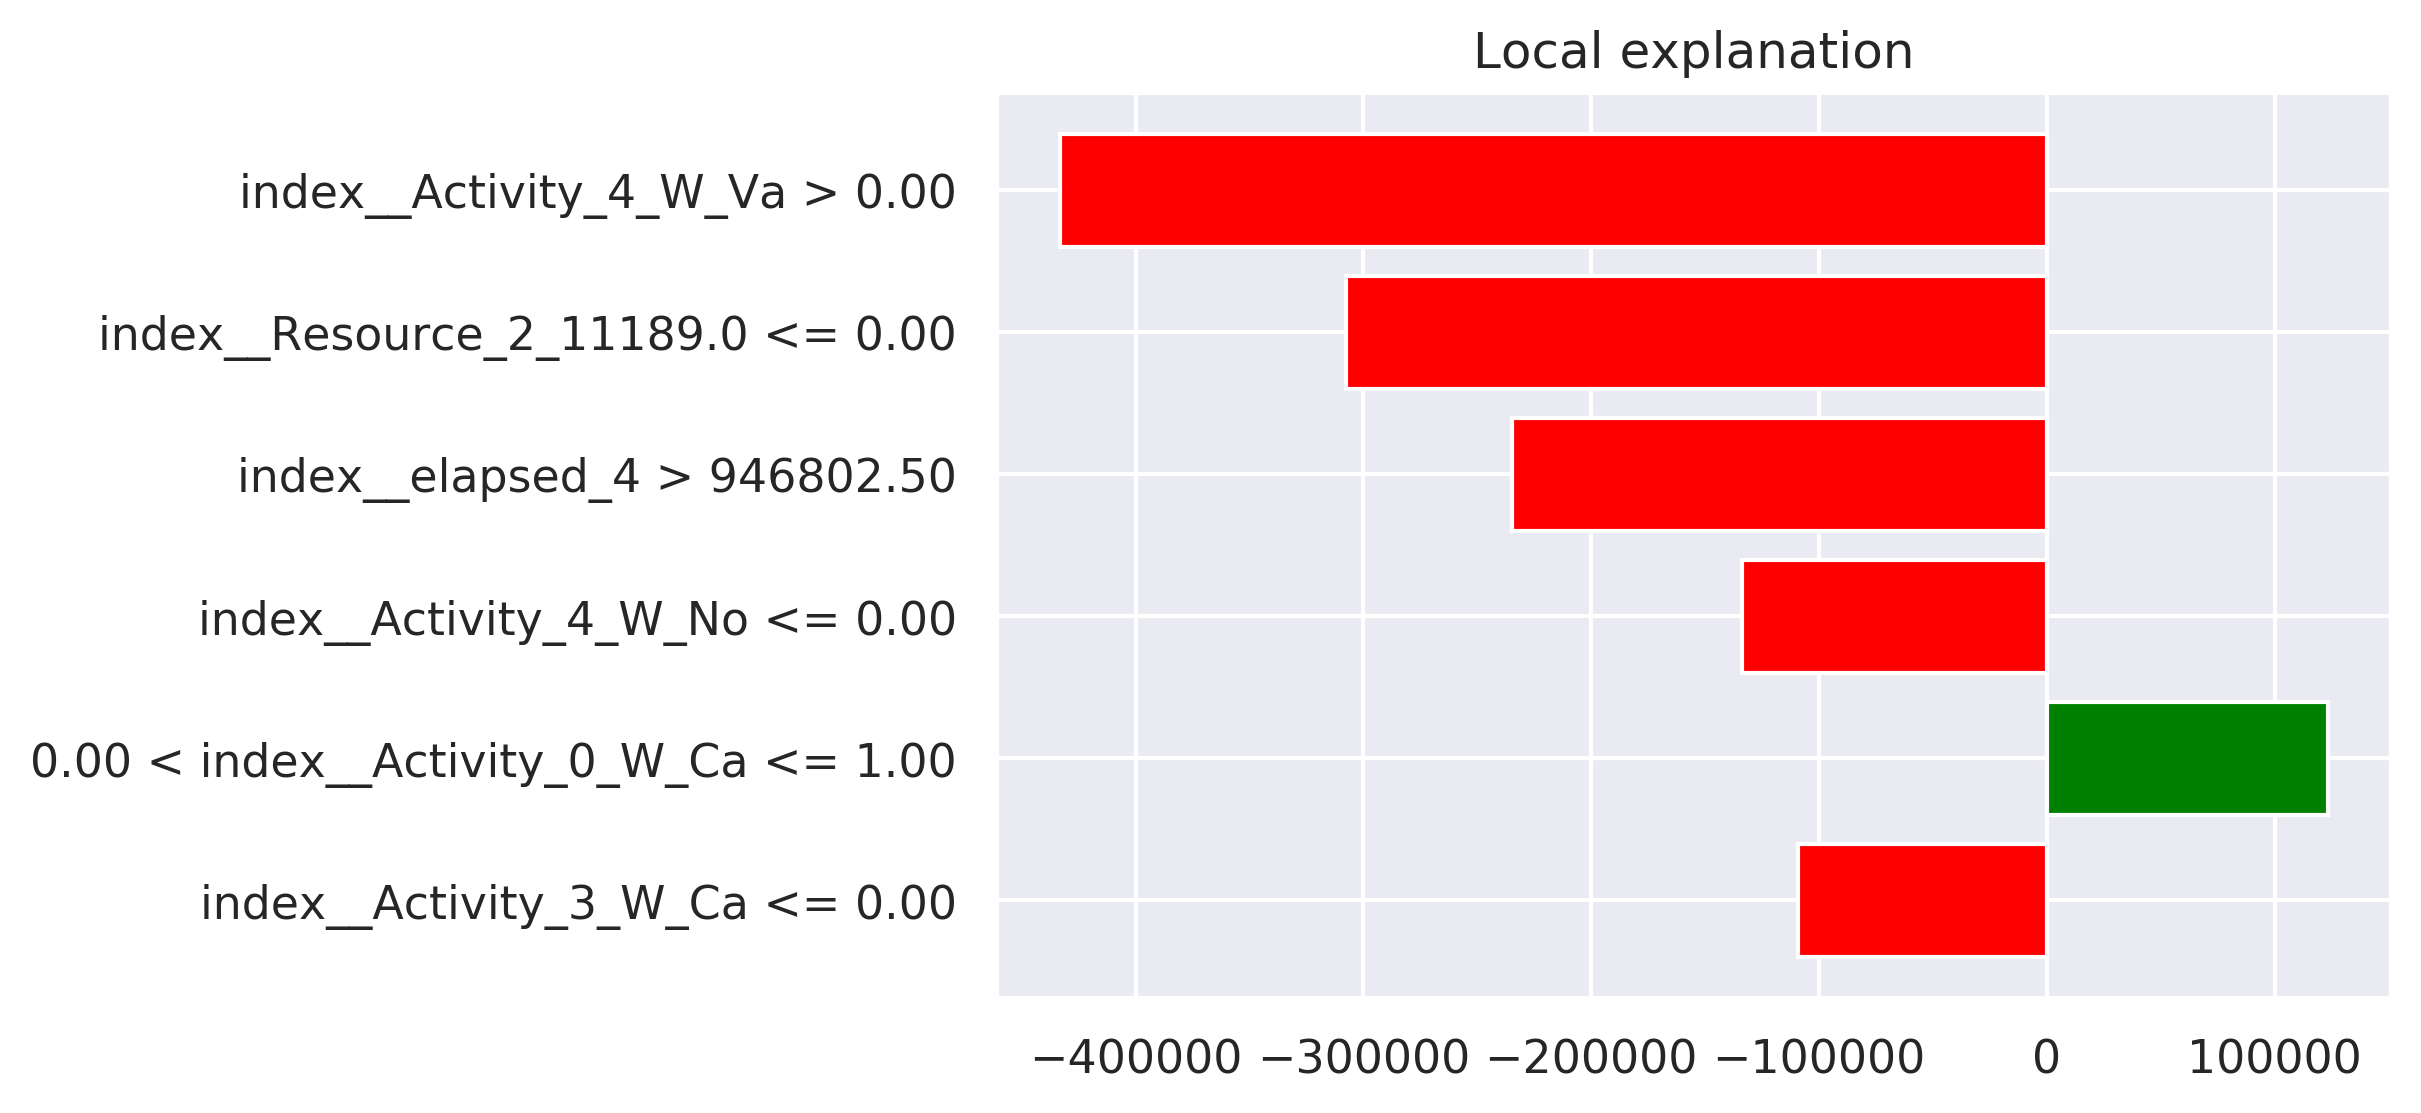 Local explanation
index__Activity_4_W_Va > 0.00
index__Resource_2_11189.0 <= 0.00
index__elapsed_4 > 946802.50
index__Activity_4_W_No <= 0.00
0.00 < index__Activity_0_W_Ca <= 1.00
index__Activity_3_W_Ca <= 0.00
−400000 −300000 −200000 −100000 0 100000